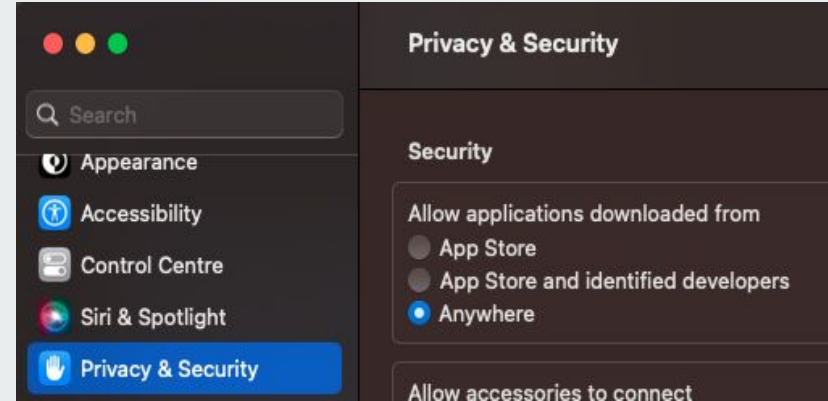 Privacy & Security
Search
Appearance
Accessibility
Control Centre
Siri & Spotlight
Privacy & Security
Security
Allow applications downloaded from
App Store
App Store and identified developers
Anywhere
Allow accessories to connect